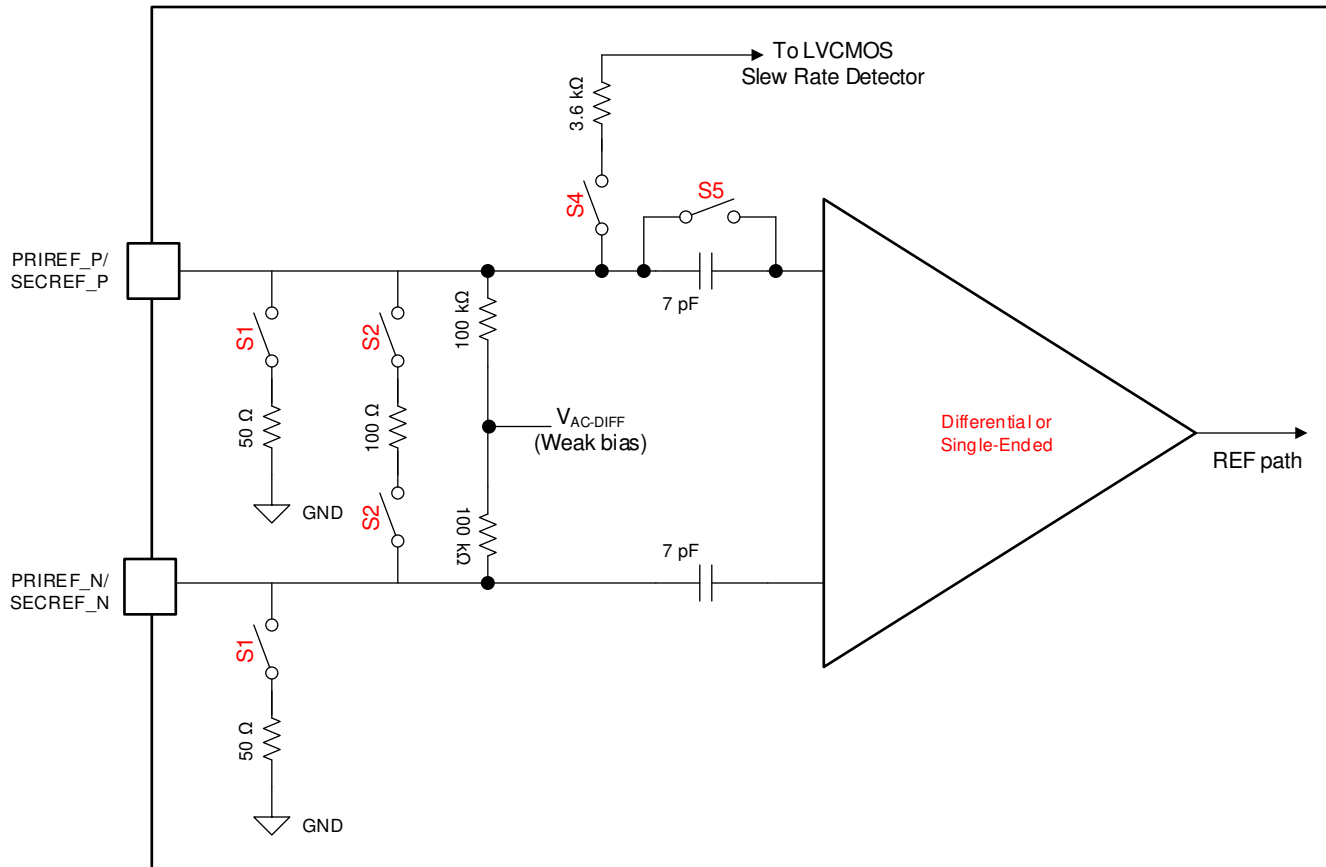 To LVCMOS
Slew Rate Detector
3.6 kΩ
S4
S5
PRIREF_P/
SECREF_P
7 pF
S1
S2
100 kΩ
50 Ω
100 Ω
VAC-DIFF
(Weak bias)
Differential or
Single-Ended
REF path
GND
S2
100 kΩ
7 pF
PRIREF_N/
SECREF_N
S1
50 Ω
GND